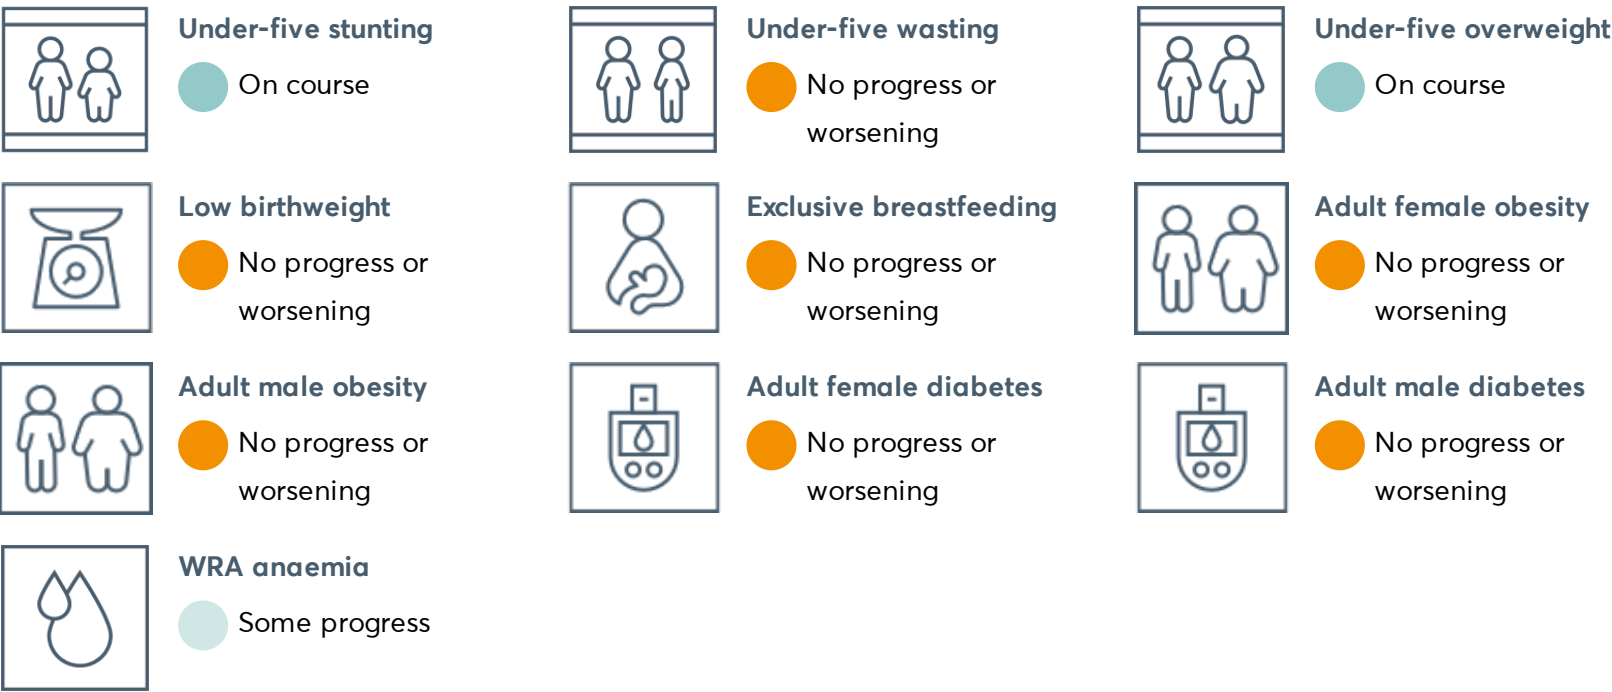 Under-five stunting
On course
Under-five wasting
No progress or
worsening
Under-five overweight
On course
Low birthweight
No progress or
worsening
Exclusive breastfeeding
No progress or
worsening
Adult female obesity
No progress or
worsening
Adult male obesity
No progress or
worsening
Adult female diabetes
No progress or
worsening
Adult male diabetes
No progress or
worsening
WRA anaemia
Some progress